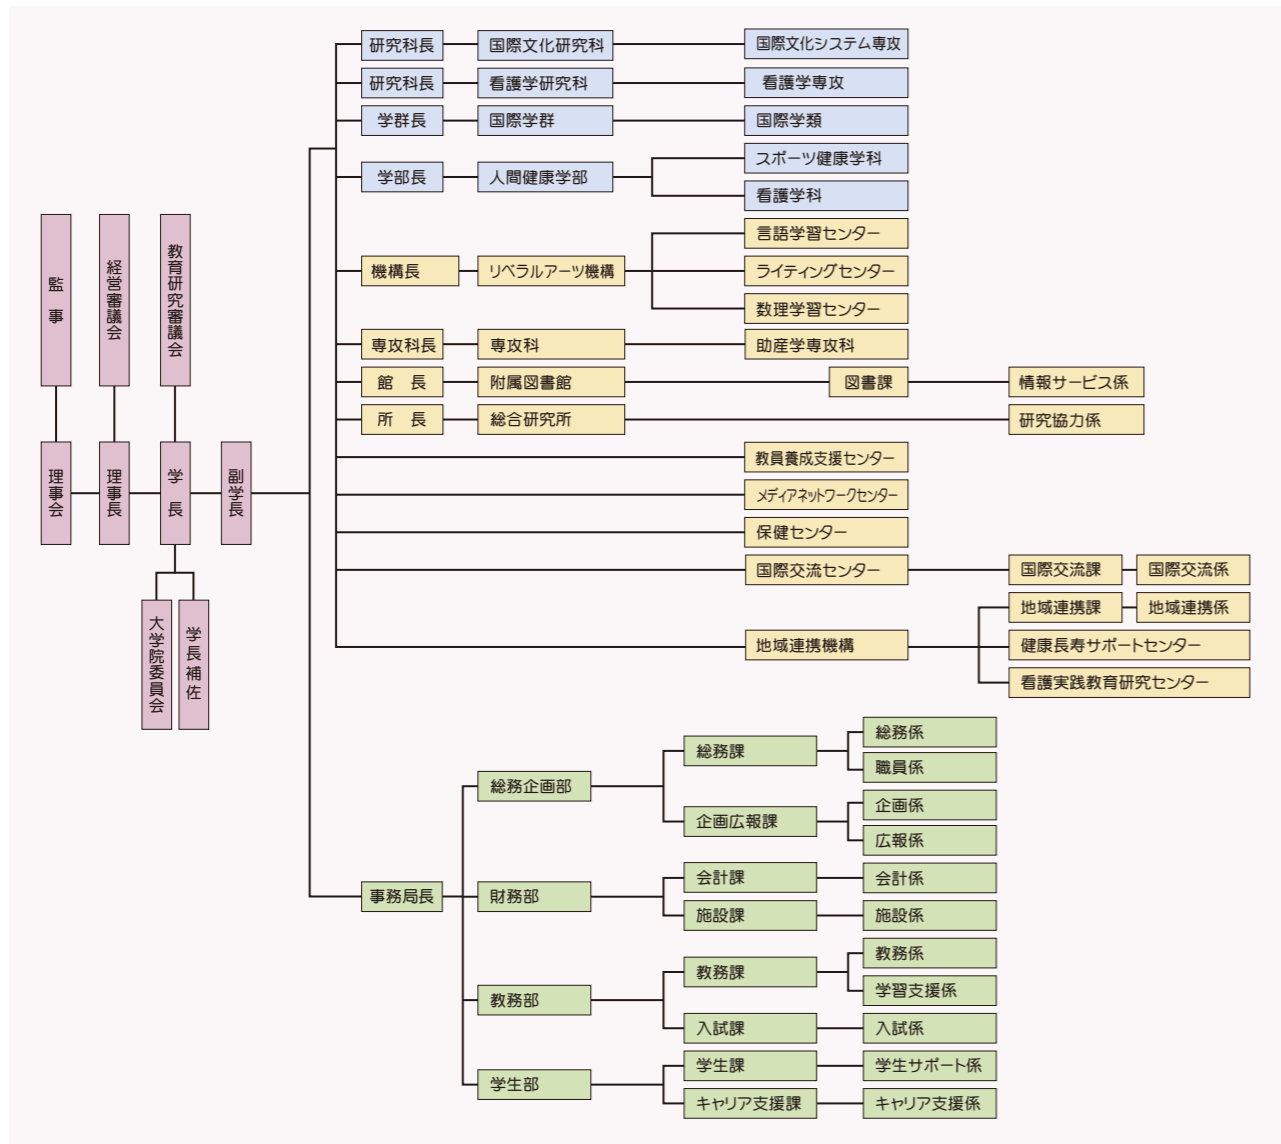 監事
経営審議会
教育研究審議会
理事会
理事長
学長
副学長
大学院委員会
学長補佐
研究科長 国際文化研究科 国際文化システム専攻
研究科長 看護学研究科 看護学専攻
学群長 国際学群 国際学類
学部長 人間健康学部
スポーツ健康学科
看護学科
機構長 リベラルアーツ機構
言語学習センター
ライティングセンター
数理学習センター
専攻科長 専攻科 助産学専攻科
館長 附属図書館 図書課 情報サービス係
所長 総合研究所 研究協力係
教員養成支援センター
メディアネットワークセンター
保健センター
国際交流センター 国際交流課 国際交流係
地域連携機構
地域連携課 地域連携係
健康長寿サポートセンター
看護実践教育研究センター
事務局長
総務企画部
総務課
総務係
職員係
企画広報課
企画係
広報係
財務部
会計課 会計係
施設課 施設係
教務部
教務課
教務係
学習支援係
入試課 入試係
学生部
学生課 学生サポート係
キャリア支援課 キャリア支援係